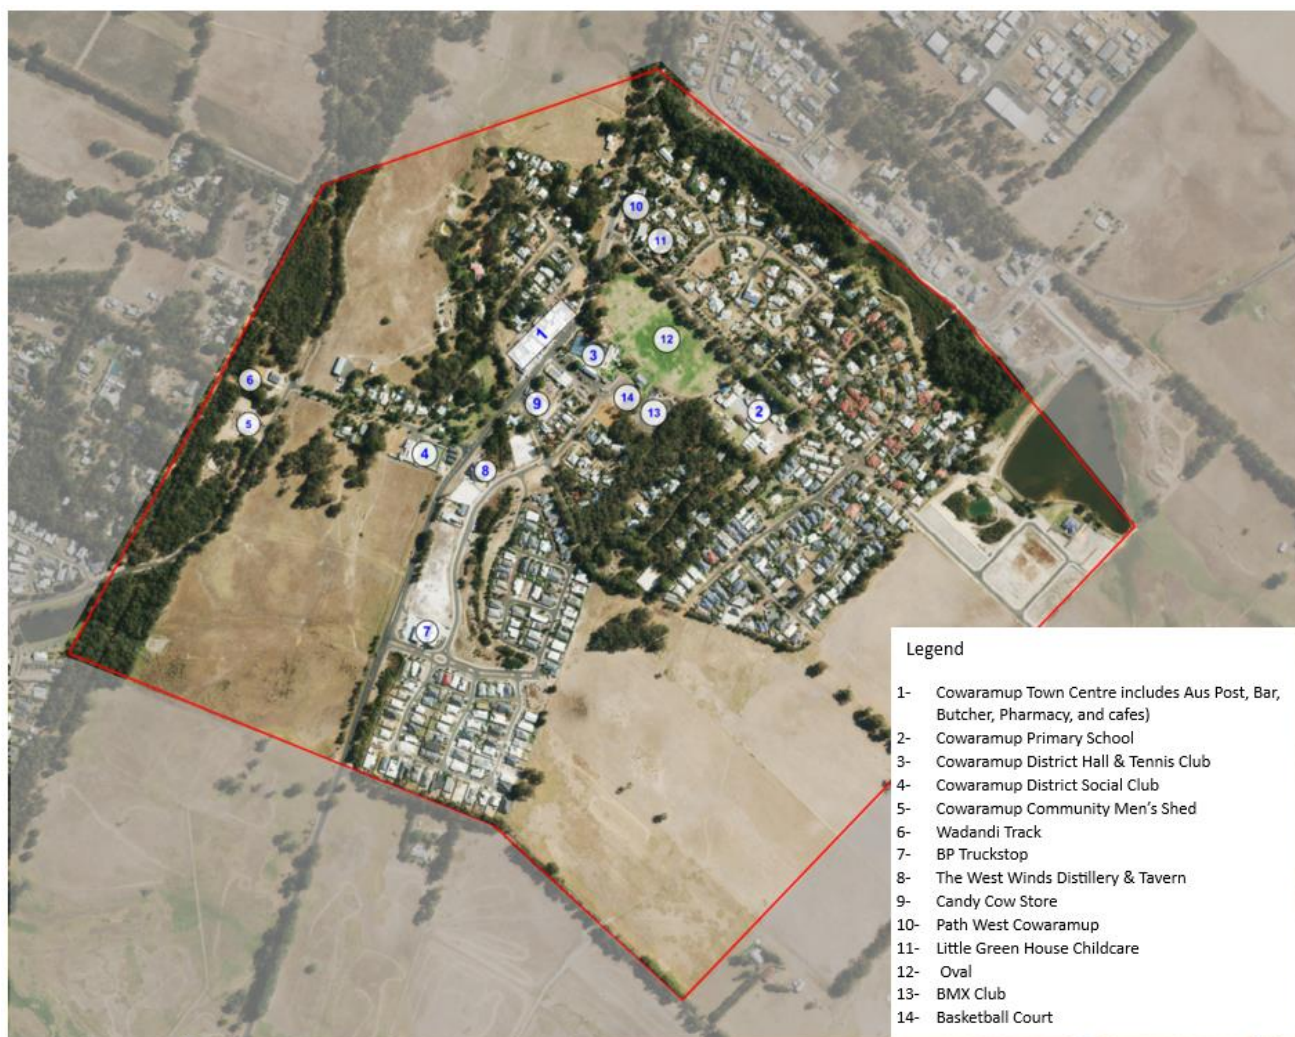 10
11
12
1
3
6
14
9
13
2
5
4
8
7
Legend
1- Cowaramup Town Centre includes Aus Post, Bar,
Butcher, Pharmacy, and cafes)
2- Cowaramup Primary School
3- Cowaramup District Hall & Tennis Club
4- Cowaramup District Social Club
5- Cowaramup Community Men's Shed
6- Wadandi Track
7- BP Truckstop
8- The West Winds Distillery & Tavern
9- Candy Cow Store
10- Path West Cowaramup
11- Little Green House Childcare
12- Oval
13- BMX Club
14- Basketball Court